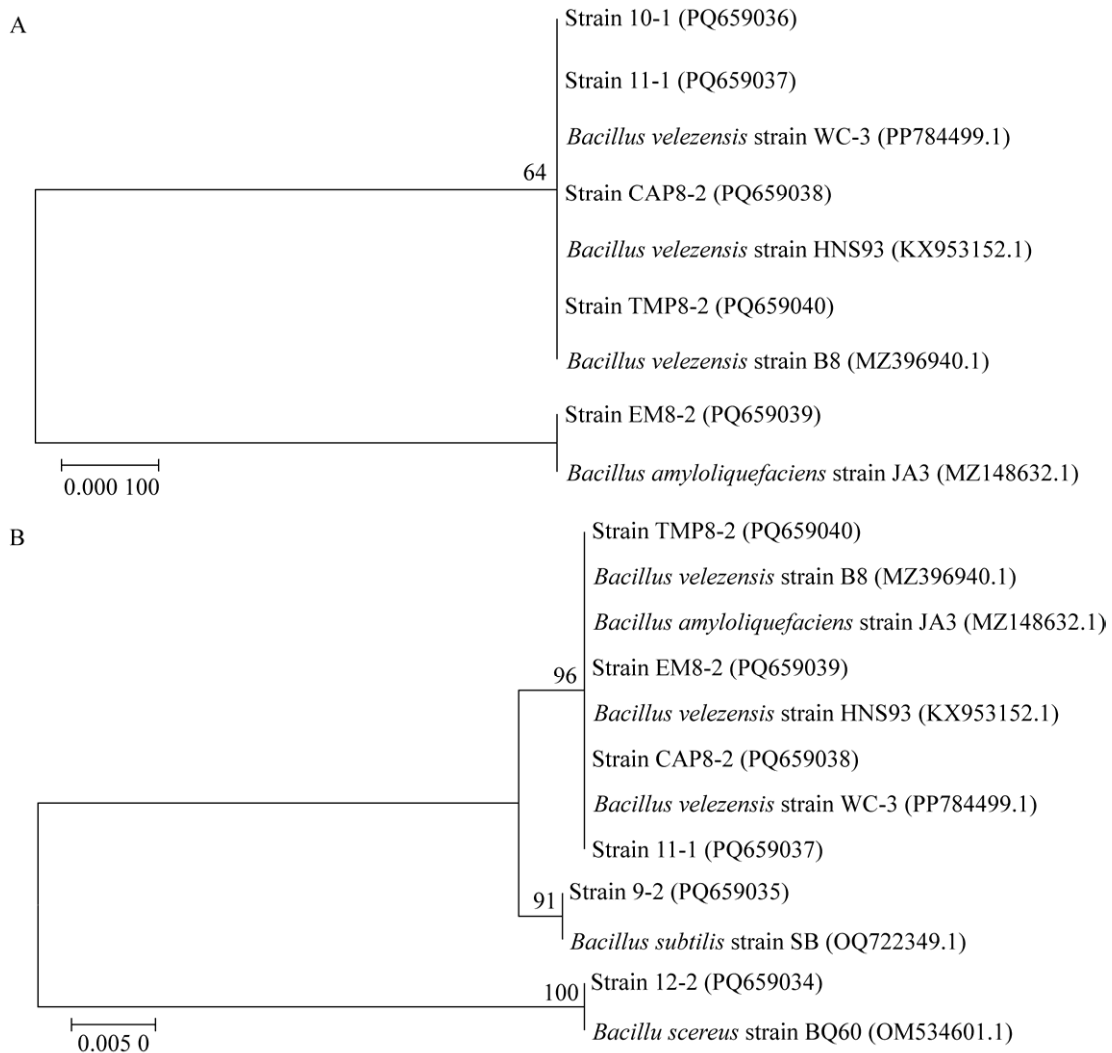 A
Strain 10-1 (PQ659036)
Strain 11-1 (PQ659037)
Bacillus velezensis strain WC-3 (PP784499.1)
64
Strain CAP8-2 (PQ659038)
Bacillus velezensis strain HNS93 (KX953152.1)
Strain TMP8-2 (PQ659040)
Bacillus velezensis strain B8 (MZ396940.1)
Strain EM8-2 (PQ659039)
Bacillus amyloliquefaciens strain JA3 (MZ148632.1)
0.000 100
B
Strain TMP8-2 (PQ659040)
Bacillus velezensis strain B8 (MZ396940.1)
Bacillus amyloliquefaciens strain JA3 (MZ148632.1)
96
Strain EM8-2 (PQ659039)
Bacillus velezensis strain HNS93 (KX953152.1)
Strain CAP8-2 (PQ659038)
Bacillus velezensis strain WC-3 (PP784499.1)
Strain 11-1 (PQ659037)
Strain 9-2 (PQ659035)
91
Bacillus subtilis strain SB (OQ722349.1)
Strain 12-2 (PQ659034)
100
Bacillu scereus strain BQ60 (OM534601.1)
0.005 0